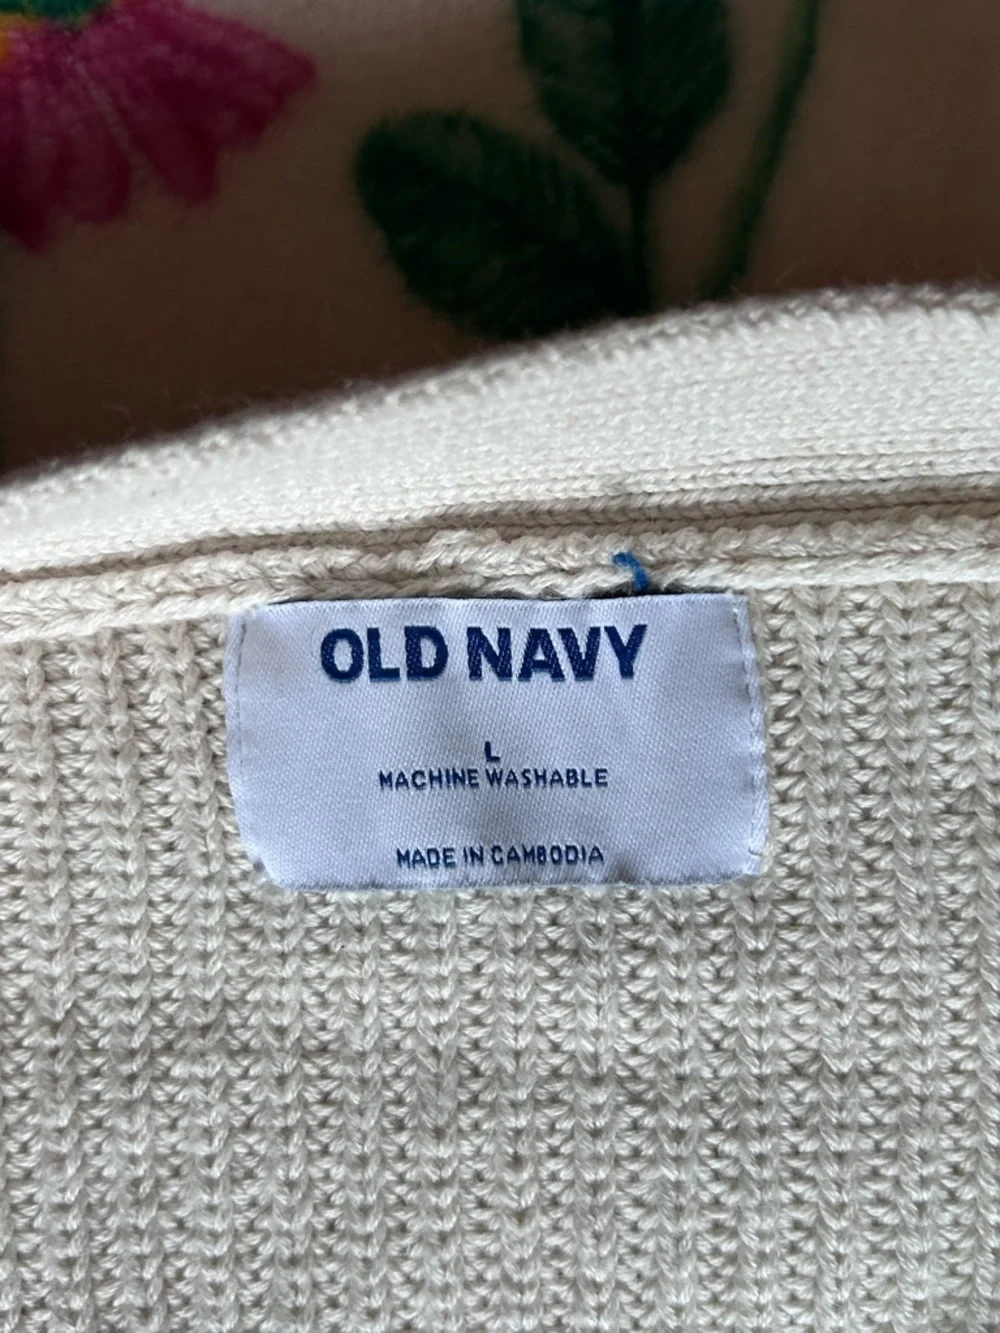 OLD NAVY
L
MACHINE WASHABLE
MADE IN CAMBODIA